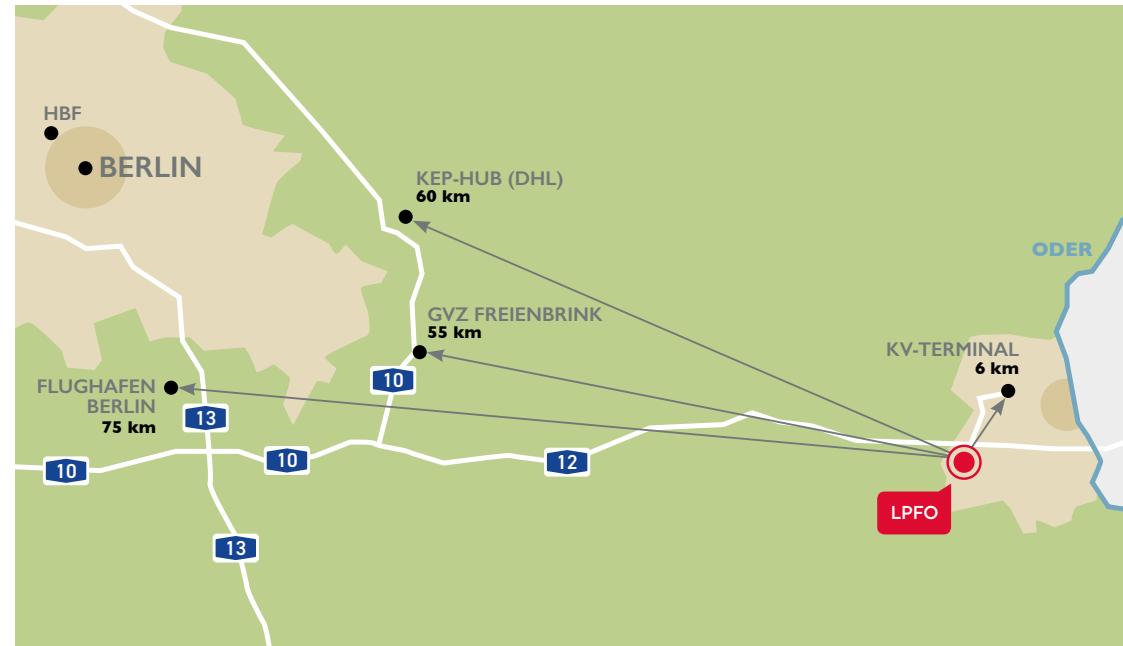 HBF
BERLIN
KEP-HUB (DHL)
60 km
ODER
GVZ FREIENBRINK
55 km
KV-TERMINAL
6 km
10
FLUGHAFEN
BERLIN
75 km
13
10
10
12
LPFO
13